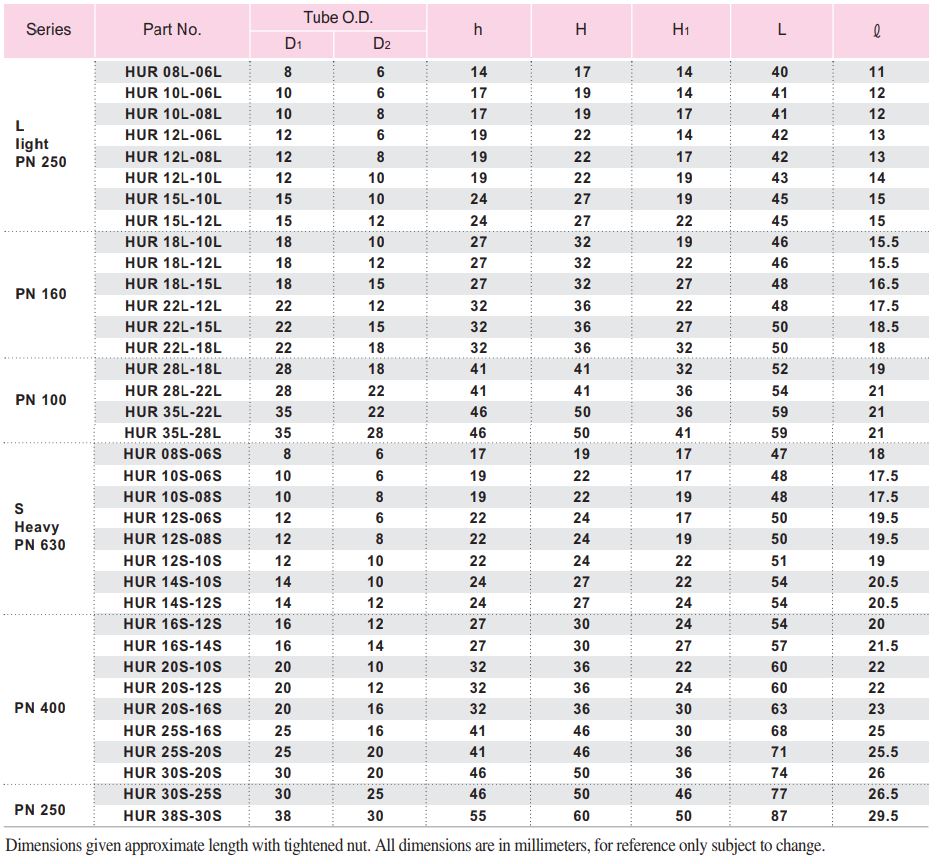 Series Part No. Tube O.D. h H H1 L ℓ
D1 D2
L
light
PN 250
HUR 08L-06L 8 6 14 17 14 40 11
HUR 10L-06L 10 6 17 19 14 41 12
HUR 10L-08L 10 8 17 19 17 41 12
HUR 12L-06L 12 6 19 22 14 42 13
HUR 12L-08L 12 8 19 22 17 42 13
HUR 12L-10L 12 10 19 22 19 43 14
HUR 15L-10L 15 10 24 27 19 45 15
HUR 15L-12L 15 12 24 27 22 45 15
PN 160
HUR 18L-10L 18 10 27 32 19 46 15.5
HUR 18L-12L 18 12 27 32 22 46 15.5
HUR 18L-15L 18 15 27 32 27 48 16.5
HUR 22L-12L 22 12 32 36 22 48 17.5
HUR 22L-15L 22 15 32 36 27 50 18.5
HUR 22L-18L 22 18 32 36 32 50 18
PN 100
HUR 28L-18L 28 18 41 41 32 52 19
HUR 28L-22L 28 22 41 41 36 54 21
HUR 35L-22L 35 22 46 50 36 59 21
HUR 35L-28L 35 28 46 50 41 59 21
S
Heavy
PN 630
HUR 08S-06S 8 6 17 19 17 47 18
HUR 10S-06S 10 6 19 22 17 48 17.5
HUR 10S-08S 10 8 19 22 19 48 17.5
HUR 12S-06S 12 6 22 24 17 50 19.5
HUR 12S-08S 12 8 22 24 19 50 19.5
HUR 12S-10S 12 10 22 24 22 51 19
HUR 14S-10S 14 10 24 27 22 54 20.5
HUR 14S-12S 14 12 24 27 24 54 20.5
PN 400
HUR 16S-12S 16 12 27 30 24 54 20
HUR 16S-14S 16 14 27 30 27 57 21.5
HUR 20S-10S 20 10 32 36 22 60 22
HUR 20S-12S 20 12 32 36 24 60 22
HUR 20S-16S 20 16 32 36 30 63 23
HUR 25S-16S 25 16 41 46 30 68 25
HUR 25S-20S 25 20 41 46 36 71 25.5
HUR 30S-20S 30 20 46 50 36 74 26
PN 250
HUR 30S-25S 30 25 46 50 46 77 26.5
HUR 38S-30S 38 30 55 60 50 87 29.5
Dimensions given approximate length with tightened nut. All dimensions are in millimeters, for reference only subject to change.